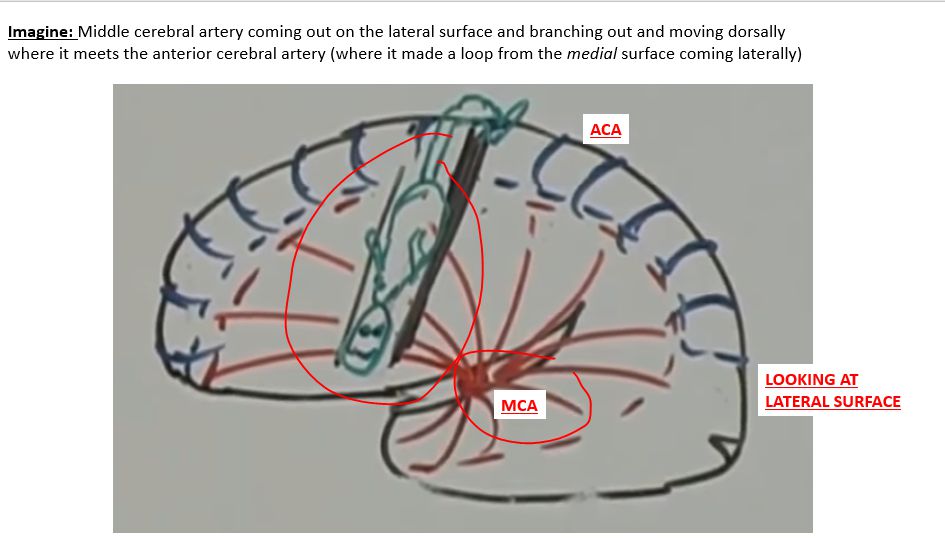 Imagine: Middle cerebral artery coming out on the lateral surface and branching out and moving dorsally
where it meets the anterior cerebral artery (where it made a loop from the medial surface coming laterally)
ACA
LOOKING AT
LATERAL SURFACE
MCA